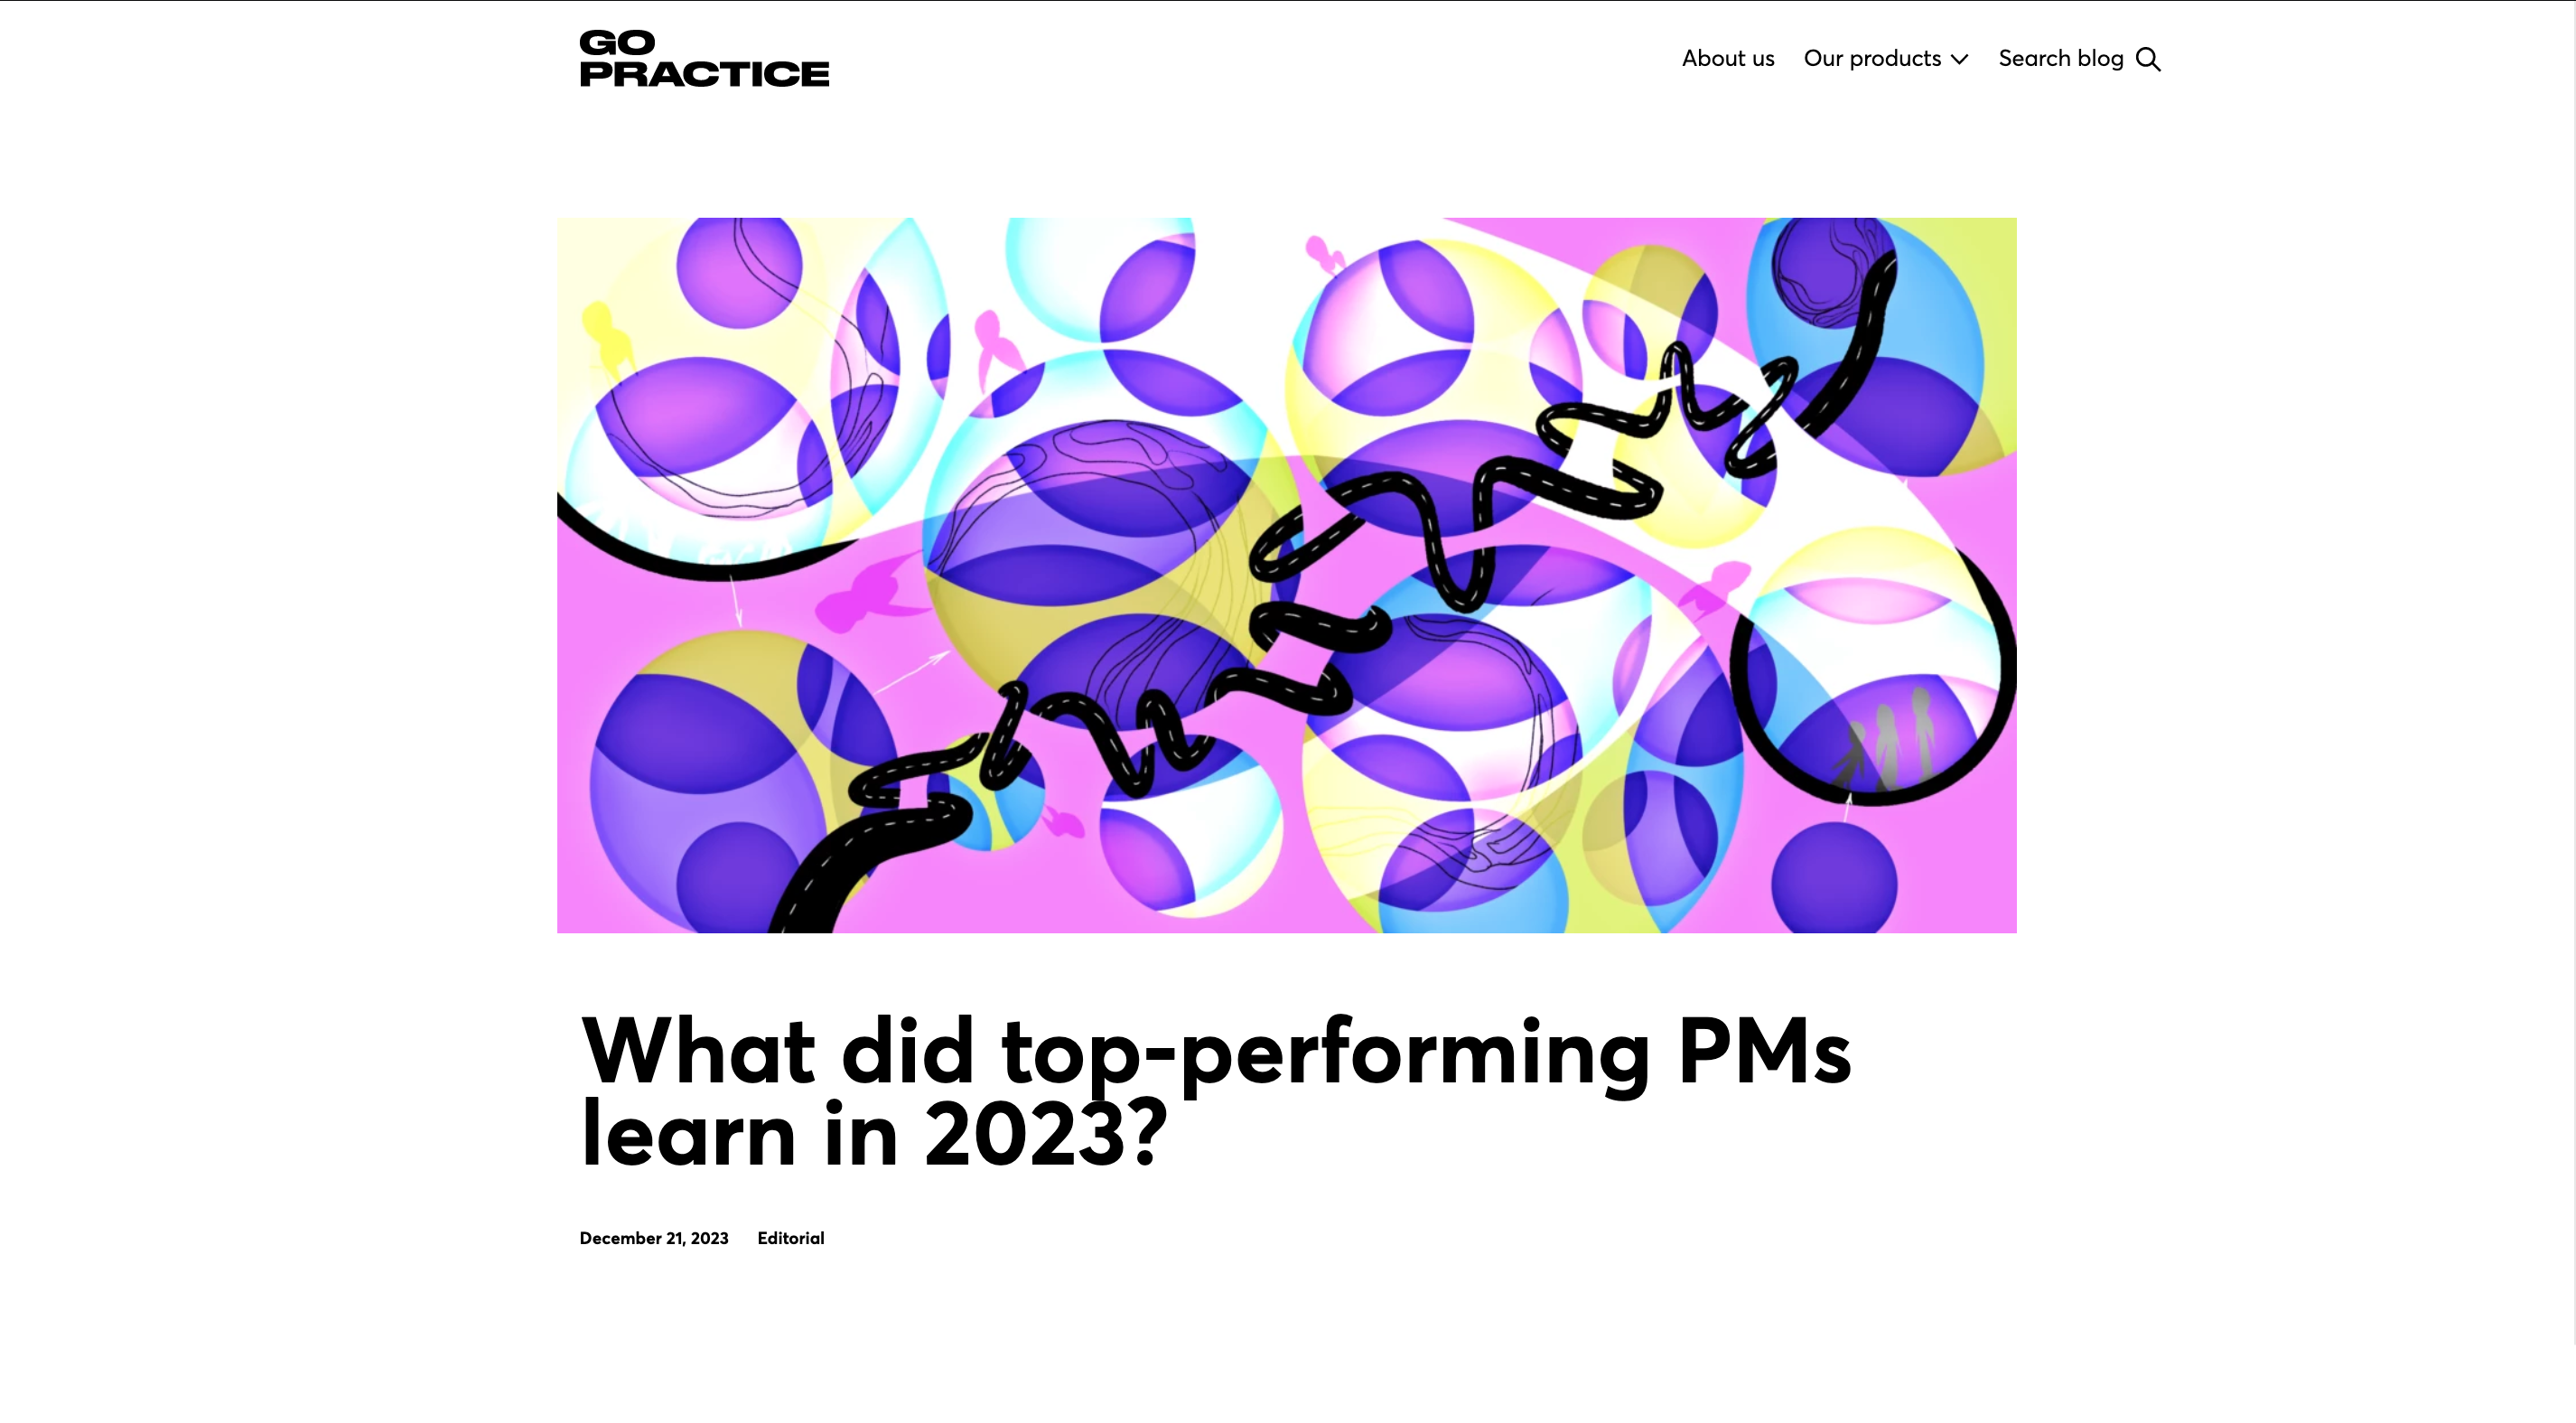 GO
PRACTICE
About us Our products Search blog
What did top-performing PMs
learn in 2023?
December 21, 2023 Editorial